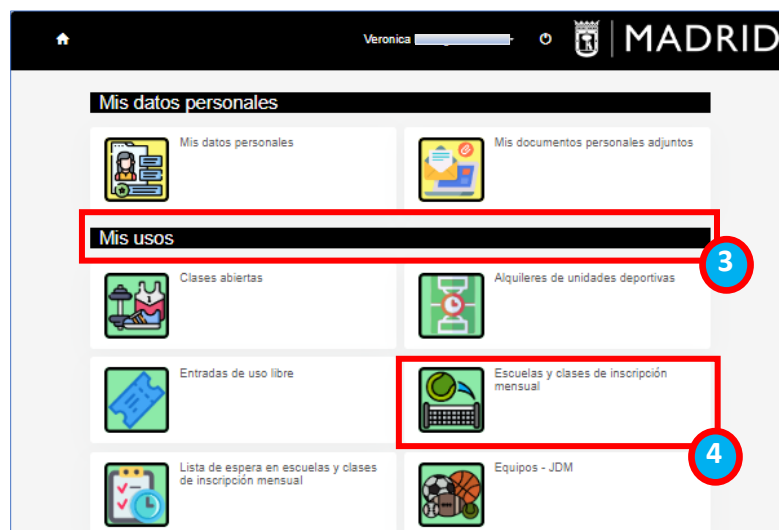 Veronica
MADRID
Mis datos personales
Mis datos personales
Mis documentos personales adjuntos
Mis usos
3
Clases abiertas
Alquileres de unidades deportivas
Entradas de uso libre
Escuelas y clases de inscripción
mensual
4
Lista de espera en escuelas y clases
de inscripción mensual
Equipos - JDM